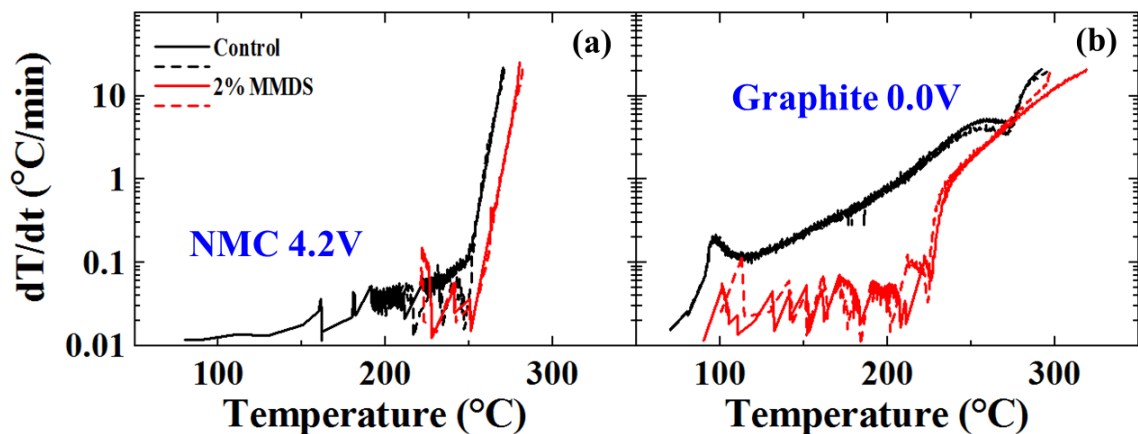 Control
2% MMDS
(a)
(b)
NMC 4.2V
Graphite 0.0V
dT/dt (°C/min)
10
1
0.1
0.01
100
200
300
100
200
300
Temperature (°C)
Temperature (°C)